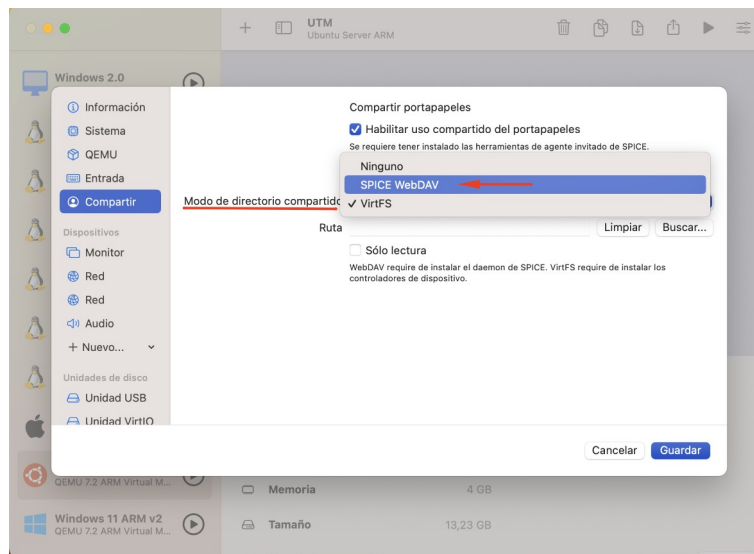 UTM
Ubuntu Server ARM
Windows 2.0
Información
Sistema
QEMU
Entrada
Compartir
Dispositivos
Monitor
Red
Red
Audio
+ Nuevo...
Unidades de disco
Unidad USB
Unidad VirtIO
Compartir portapapeles
Habilitar uso compartido del portapapeles
Se requiere tener instalado las herramientas de agente invitado de SPICE.
Ninguno
SPICE WebDAV
✓ VirtFS
Modo de directorio compartido
Ruta
Limpiar
Buscar...
Sólo lectura
WebDAV require de instalar el daemon de SPICE. VirtFS require de instalar los
controladores de dispositivo.
Cancelar
Guardar
QEMU 7.2 ARM Virtual M...
Windows 11 ARM v2
QEMU 7.2 ARM Virtual M...
Memoria
4 GB
Tamaño
13,23 GB